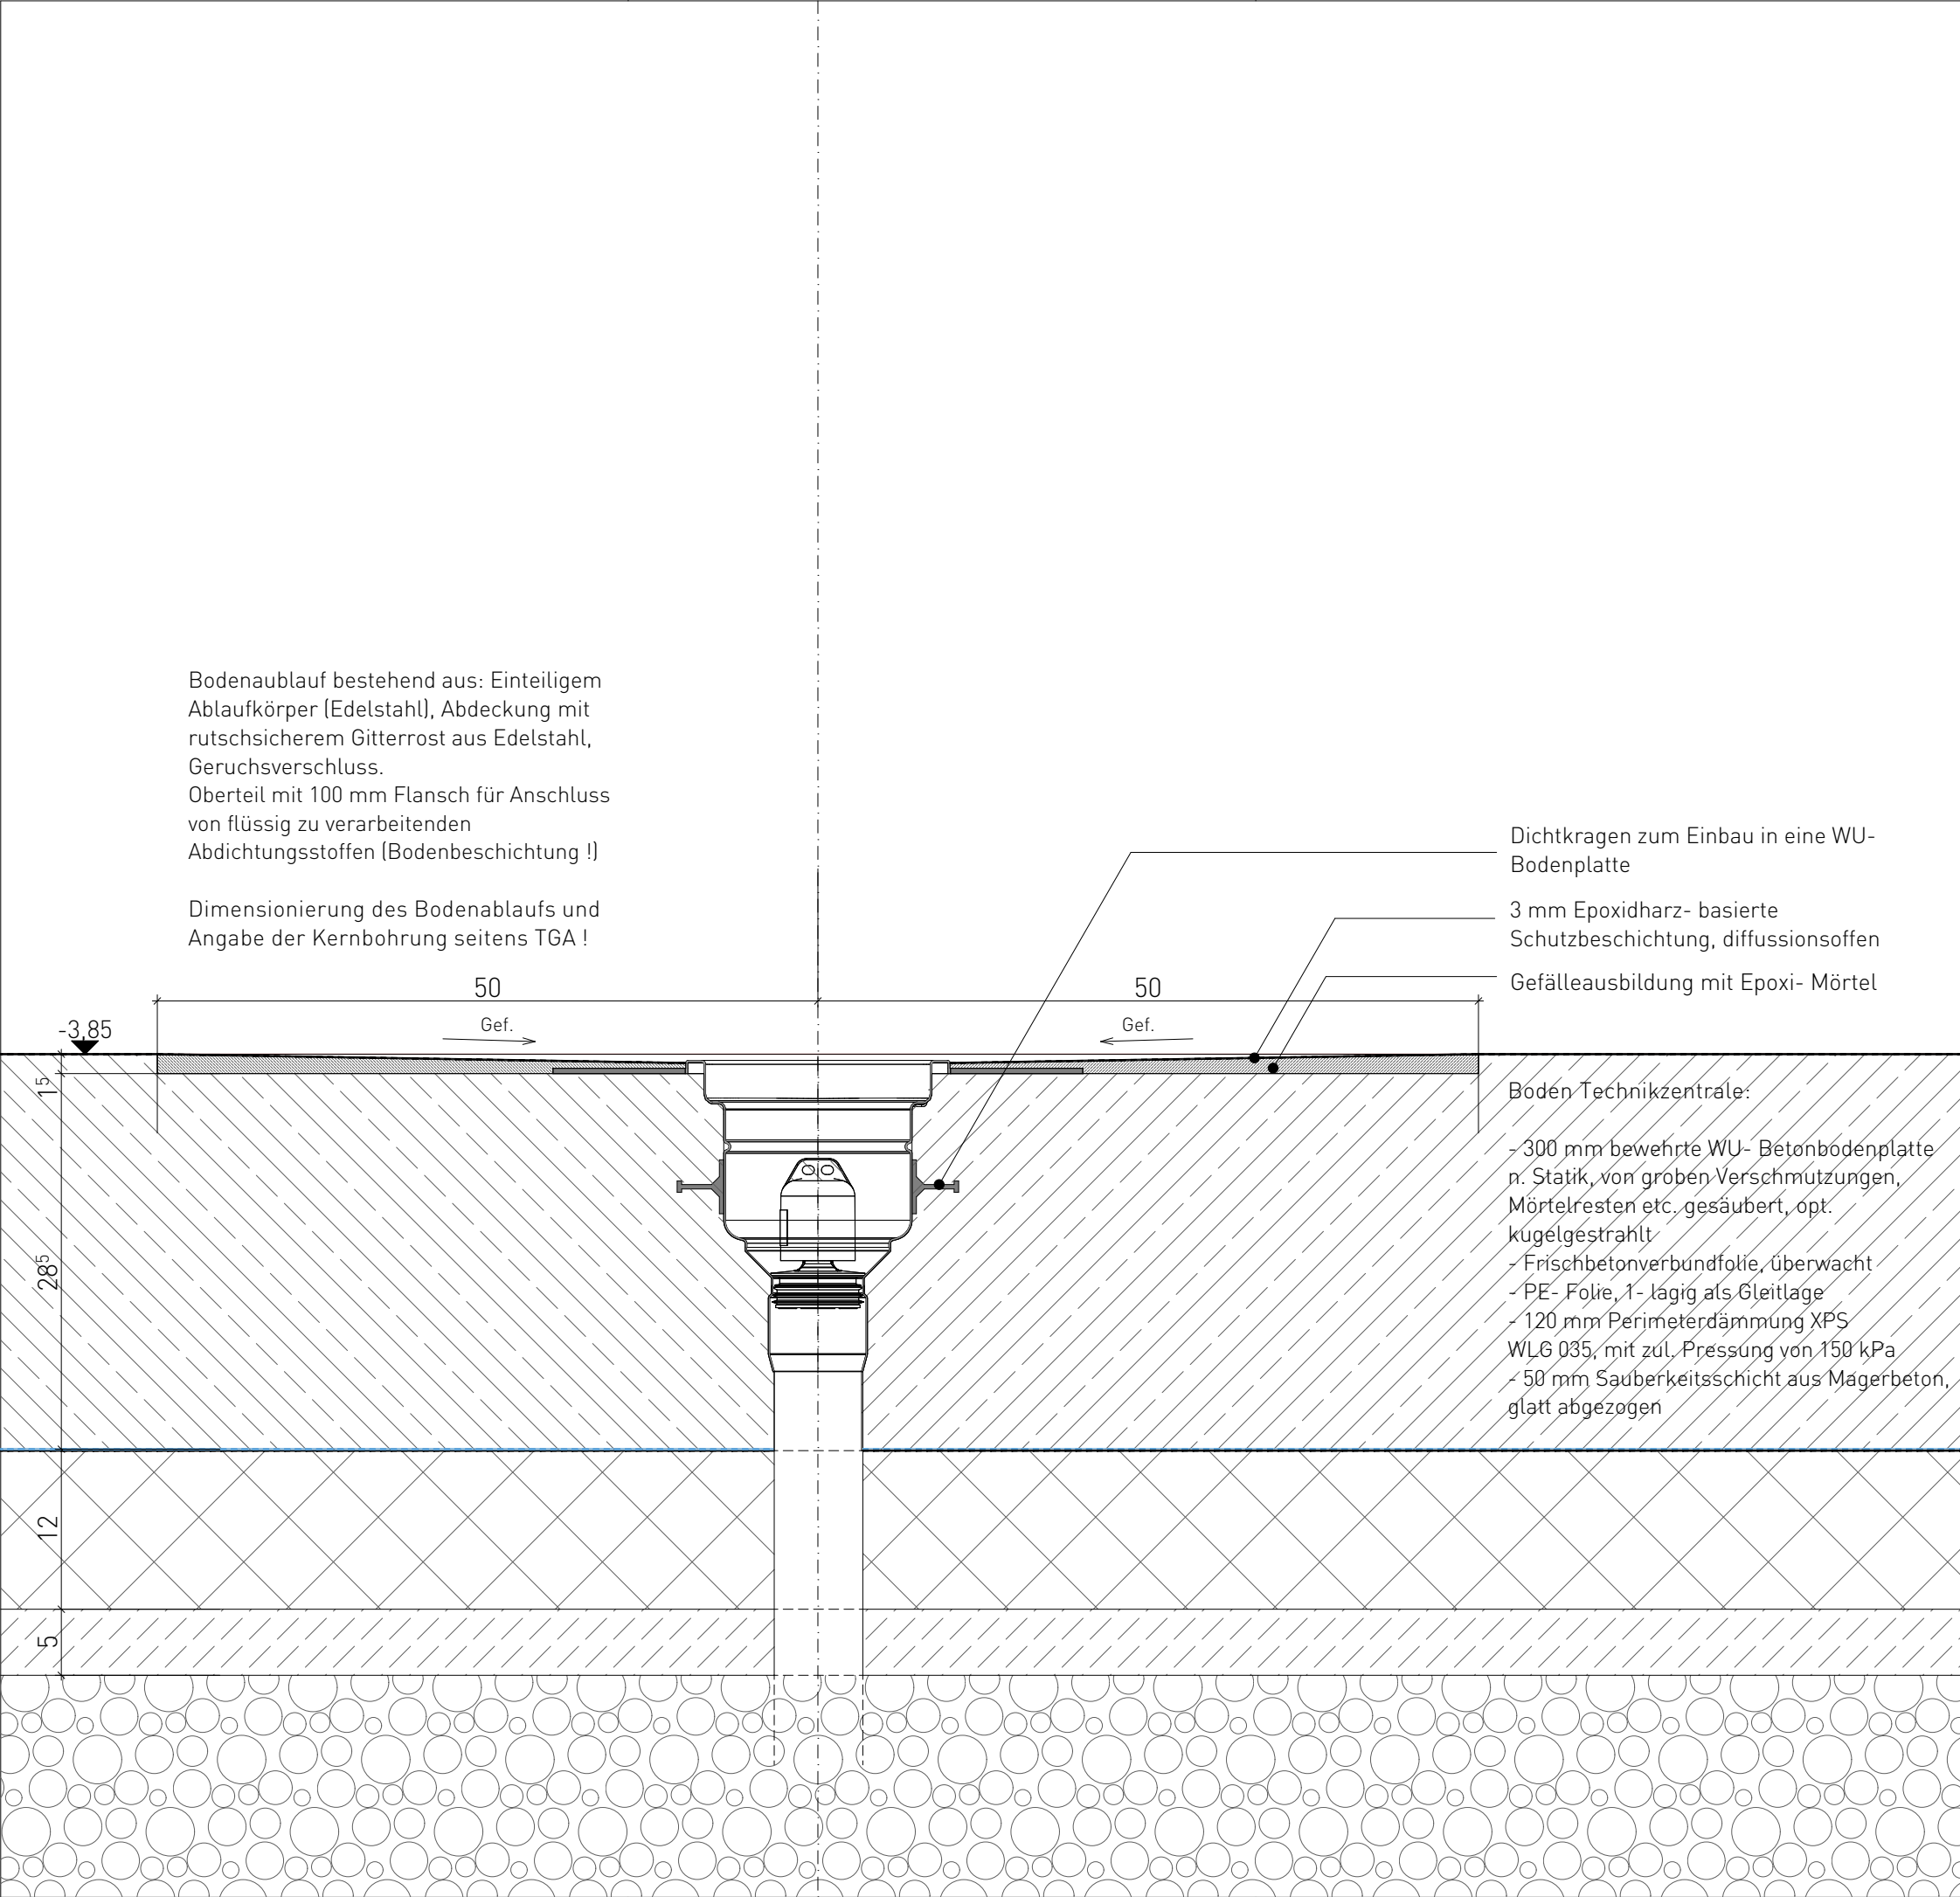 Bodenaublauf bestehend aus: Einteiligem
Ablaufkörper (Edelstahl), Abdeckung mit
rutschsicherem Gitterrost aus Edelstahl,
Geruchsverschluss.
Oberteil mit 100 mm Flansch für Anschluss
von flüssig zu verarbeitenden
Abdichtungsstoffen (Bodenbeschichtung !)
Dimensionierung des Bodenablaufs und
Angabe der Kernbohrung seitens TGA !
Dichtkragen zum Einbau in eine WU-
Bodenplatte
3 mm Epoxidharz- basierte
Schutzbeschichtung, diffussionsoffen
Gefälleausbildung mit Epoxi- Mörtel
50
50
Gef.
Gef.
-3,85
1⁵
28⁵
12
5
Boden Technikzentrale:
- 300 mm bewehrte WU- Betonbodenplatte
n. Statik, von groben Verschmutzungen,
Mörtelresten etc. gesäubert, opt.
kugelgestrahlt
- Frischbetonverbundfolie, überwacht
- PE- Folie, 1- lagig als Gleitlage
- 120 mm Perimeterdämmung XPS
WLG 035, mit zul. Pressung von 150 kPa
- 50 mm Sauberkeitsschicht aus Magerbeton,
glatt abgezogen